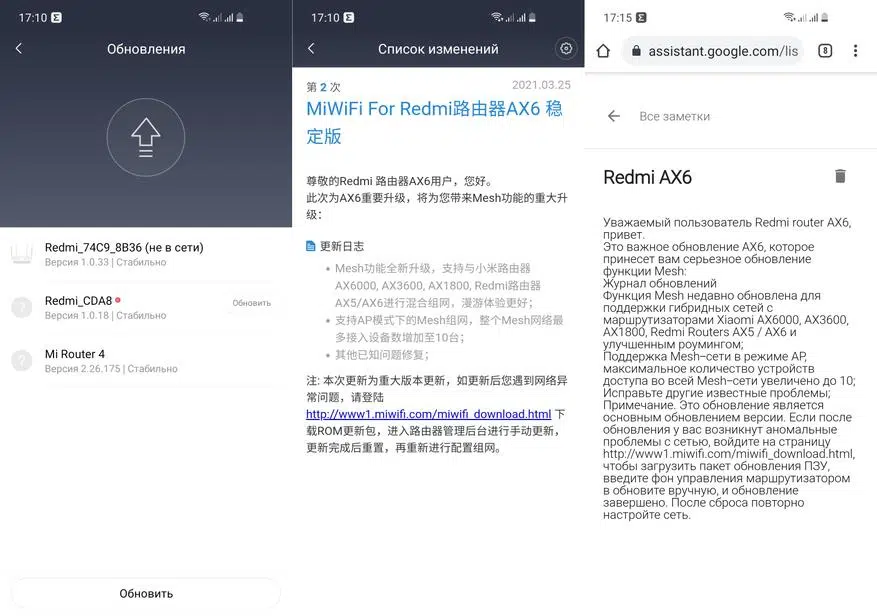 17:10
Обновления
Redmi_74C9_8B36 (не в сети)
Версия 1.0.33 | Стабильно
Redmi_CDA8
Обновить
Версия 1.0.18 | Стабильно
Mi Router 4
Версия 2.26.175 | Стабильно
Обновить
17:10
Список изменений
第 2 次
2021.03.25
MiWiFi For Redmi路由器AX6 稳
定版
尊敬的Redmi 路由器AX6用户，您好。
此次为AX6重要升级，将为您带来Mesh功能的重大升
级：
更新日志
• Mesh功能全新升级，支持与小米路由器
AX6000, AX3600, AX1800, Redmi路由器
AX5/AX6进行混合组网，漫游体验更好；
• 支持AP模式下的Mesh组网，整个Mesh网络最
多接入设备数增加至10台；
• 其他已知问题修复；
注: 本次更新为重大版本更新，如更新后您遇到网络异
常问题，请登陆
http://www1.miwifi.com/miwifi_download.html 下
载ROM更新包，进入路由器管理后台进行手动更新，
更新完成后重置，再重新进行配置组网。
17:15
assistant.google.com/lis
8
Все заметки
Redmi AX6
Уважаемый пользователь Redmi router AX6,
привет.
Это важное обновление AX6, которое
принесет вам серьезное обновление
функции Mesh:
Журнал обновлений
Функция Mesh недавно обновлена для
поддержки гибридных сетей с
маршрутизаторами Xiaomi AX6000, AX3600,
AX1800, Redmi Routers AX5 / AX6 и
улучшенным роумингом;
Поддержка Mesh-сети в режиме AP,
максимальное количество устройств
доступа во всей Mesh-сети увеличено до 10;
Исправьте другие известные проблемы;
Примечание. Это обновление является
основным обновлением версии. Если после
обновления у вас возникнут аномальные
проблемы с сетью, войдите на страницу
http://www1.miwifi.com/miwifi_download.html,
чтобы загрузить пакет обновления ПЗУ,
введите фон управления маршрутизатором
в обновите вручную, и обновление
завершено. После сброса повторно
настройте сеть.